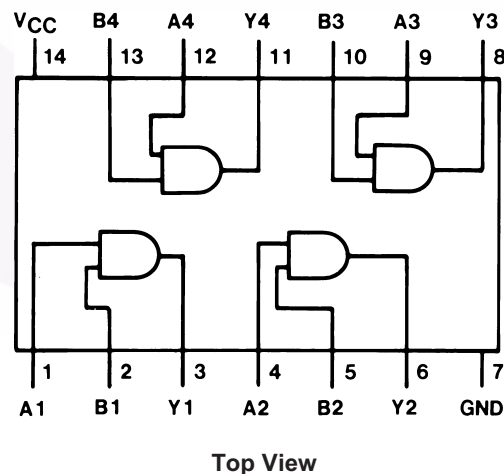 VCC B4 A4 Y4 B3 A3 Y3
14 13 12 11 10 9 8
1 2 3 4 5 6 7
A1 B1 Y1 A2 B2 Y2 GND
Top View